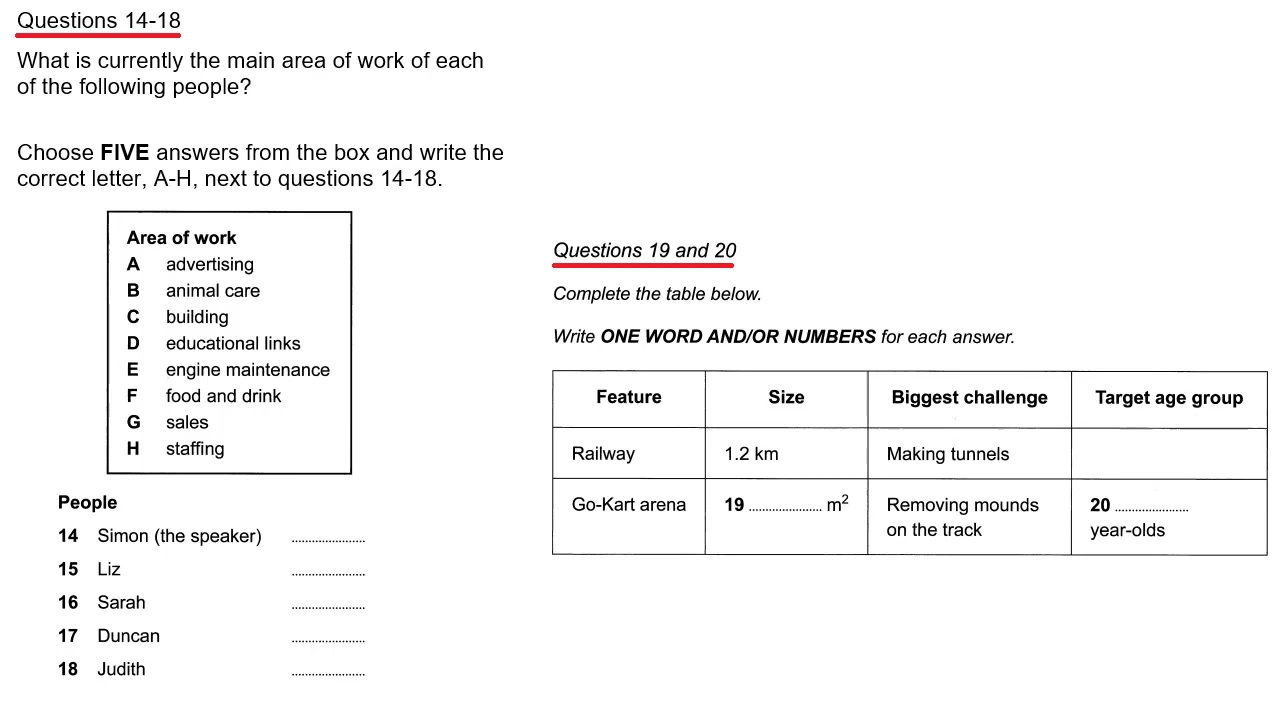 Questions 14-18
What is currently the main area of work of each
of the following people?
Choose FIVE answers from the box and write the
correct letter, A-H, next to questions 14-18.
Area of work
A advertising
B animal care
C building
D educational links
E engine maintenance
F food and drink
G sales
H staffing
People
14 Simon (the speaker) ......................
15 Liz ......................
16 Sarah ......................
17 Duncan ......................
18 Judith ......................
Questions 19 and 20
Complete the table below.
Write ONE WORD AND/OR NUMBERS for each answer.
Feature Size Biggest challenge Target age group
Railway 1.2 km Making tunnels
Go-Kart arena 19 ...................... m² Removing mounds 20 ......................
on the track year-olds